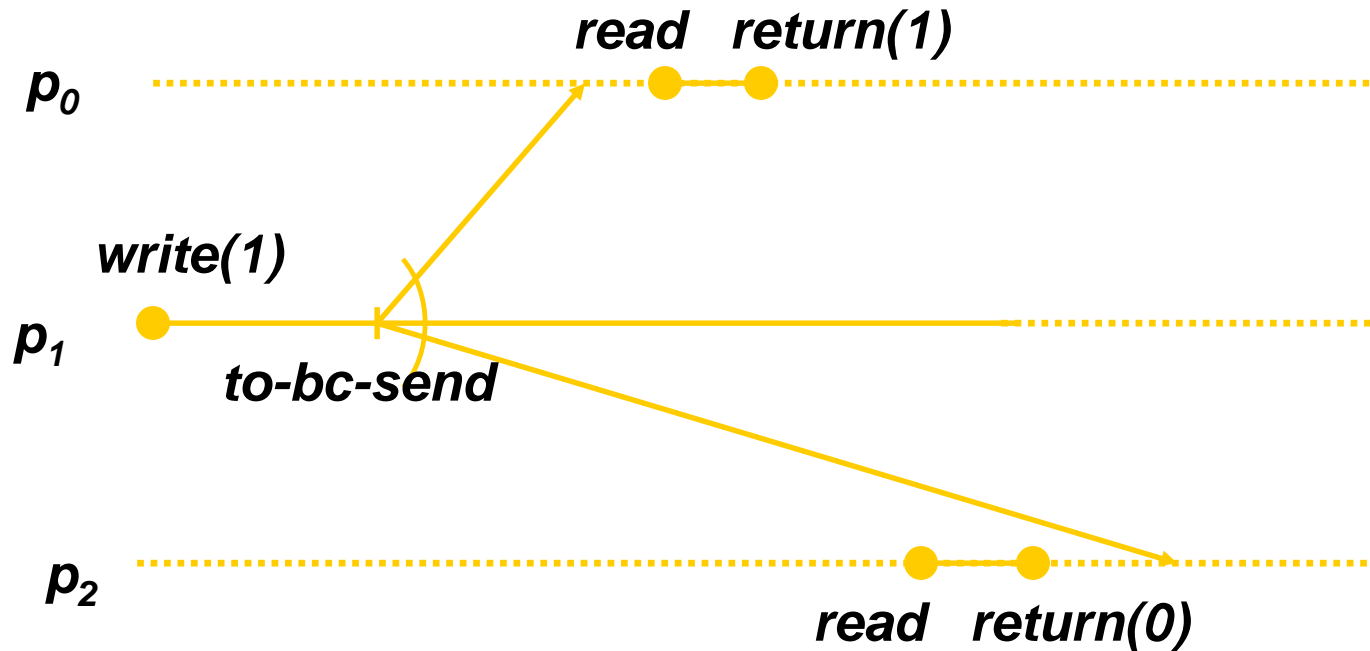 read return(1)
p0
write(1)
p1
to-bc-send
p2
read return(0)